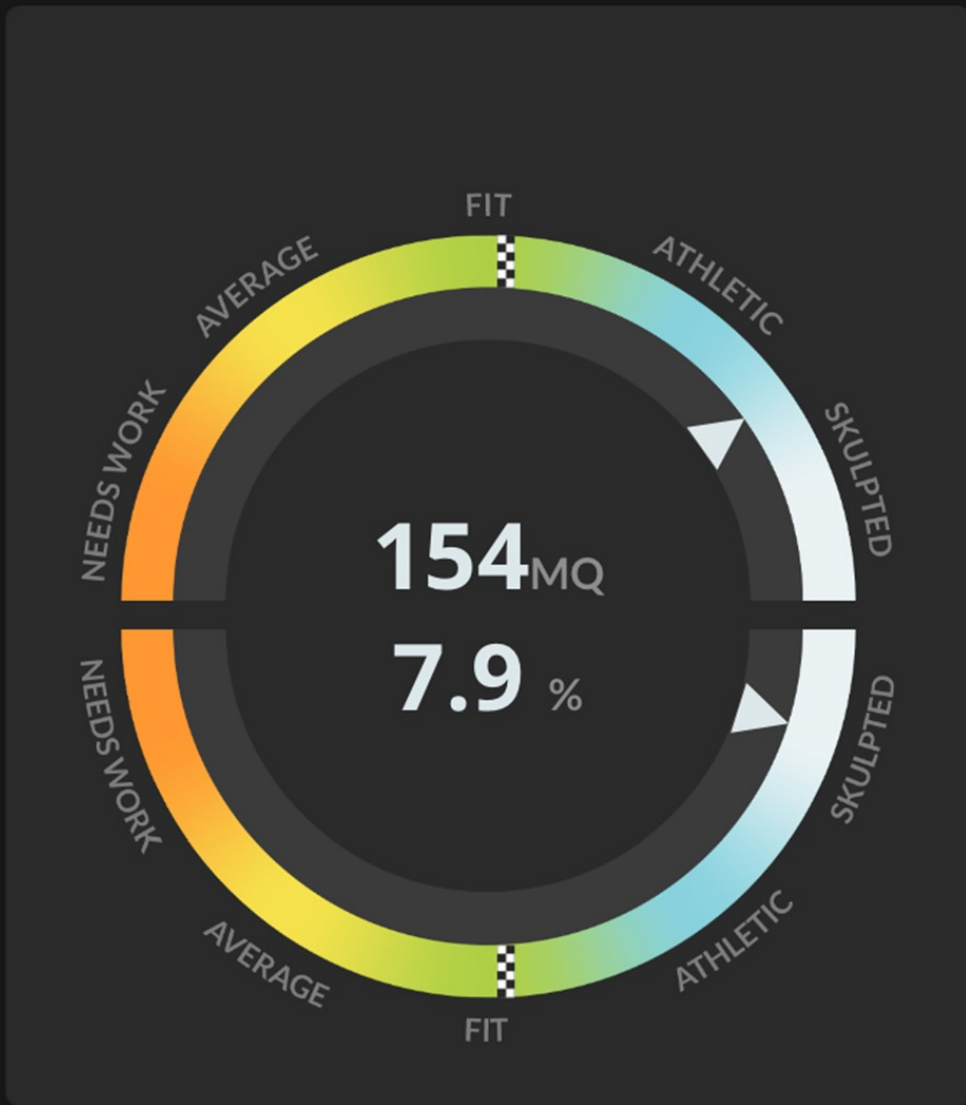 FIT
AVERAGE
ATHLETIC
NEEDS WORK
SKULPTED
154MQ
7.9 %
NEEDS WORK
SKULPTED
AVERAGE
ATHLETIC
FIT